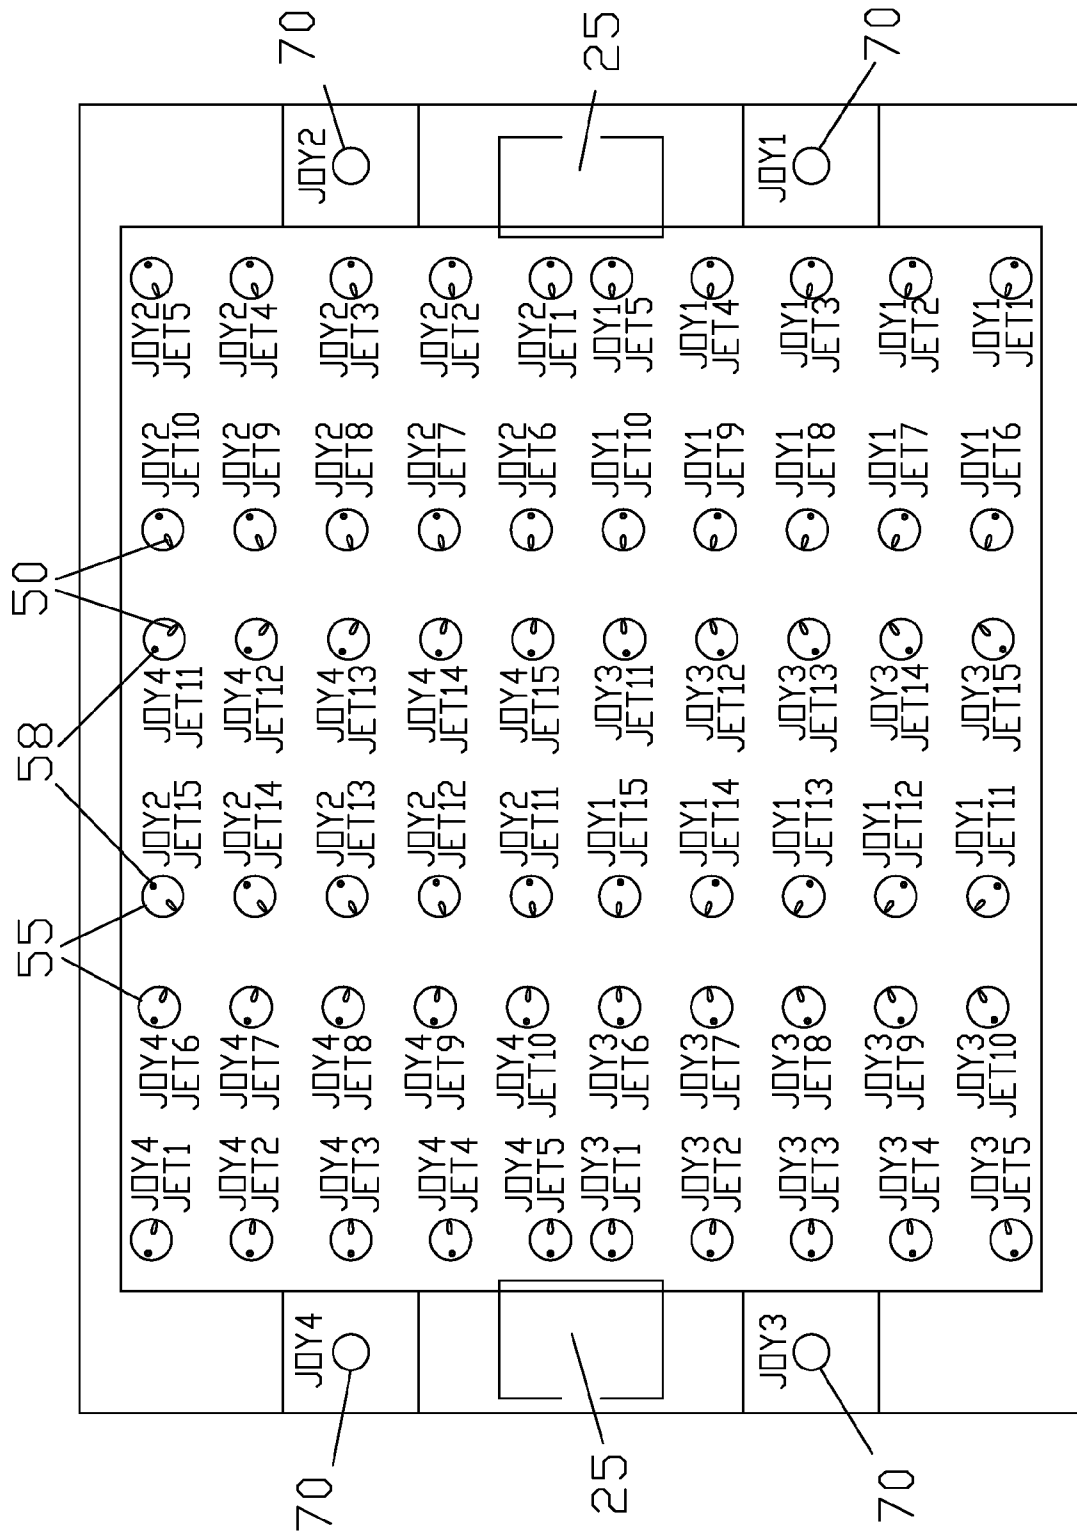 55 58 50
JOY4 JOY4 JOY2 JOY4 JOY2 JOY2
JET1 JET6 JET15 JET11 JET10 JET5
JOY4 JOY4 JOY2 JOY4 JOY2 JOY2
JET2 JET7 JET14 JET12 JET9 JET4
70 JOY4 JOY2 70
JOY4 JOY4 JOY2 JOY4 JOY2 JOY2
JET3 JET8 JET13 JET13 JET8 JET3
JOY4 JOY4 JOY2 JOY4 JOY2 JOY2
JET4 JET9 JET12 JET14 JET7 JET2
JOY4 JOY4 JOY2 JOY4 JOY2 JOY2
JET5 JET10 JET11 JET15 JET6 JET1
25 25
JOY3 JOY3 JOY1 JOY3 JOY1 JOY1
JET1 JET6 JET15 JET11 JET10 JET5
JOY3 JOY3 JOY1 JOY3 JOY1 JOY1
JET2 JET7 JET14 JET12 JET9 JET4
JOY3 JOY1
JOY3 JOY3 JOY1 JOY3 JOY1 JOY1
JET3 JET8 JET13 JET13 JET8 JET3
70 70
JOY3 JOY3 JOY1 JOY3 JOY1 JOY1
JET4 JET9 JET12 JET14 JET7 JET2
JOY3 JOY3 JOY1 JOY3 JOY1 JOY1
JET5 JET10 JET11 JET15 JET6 JET1